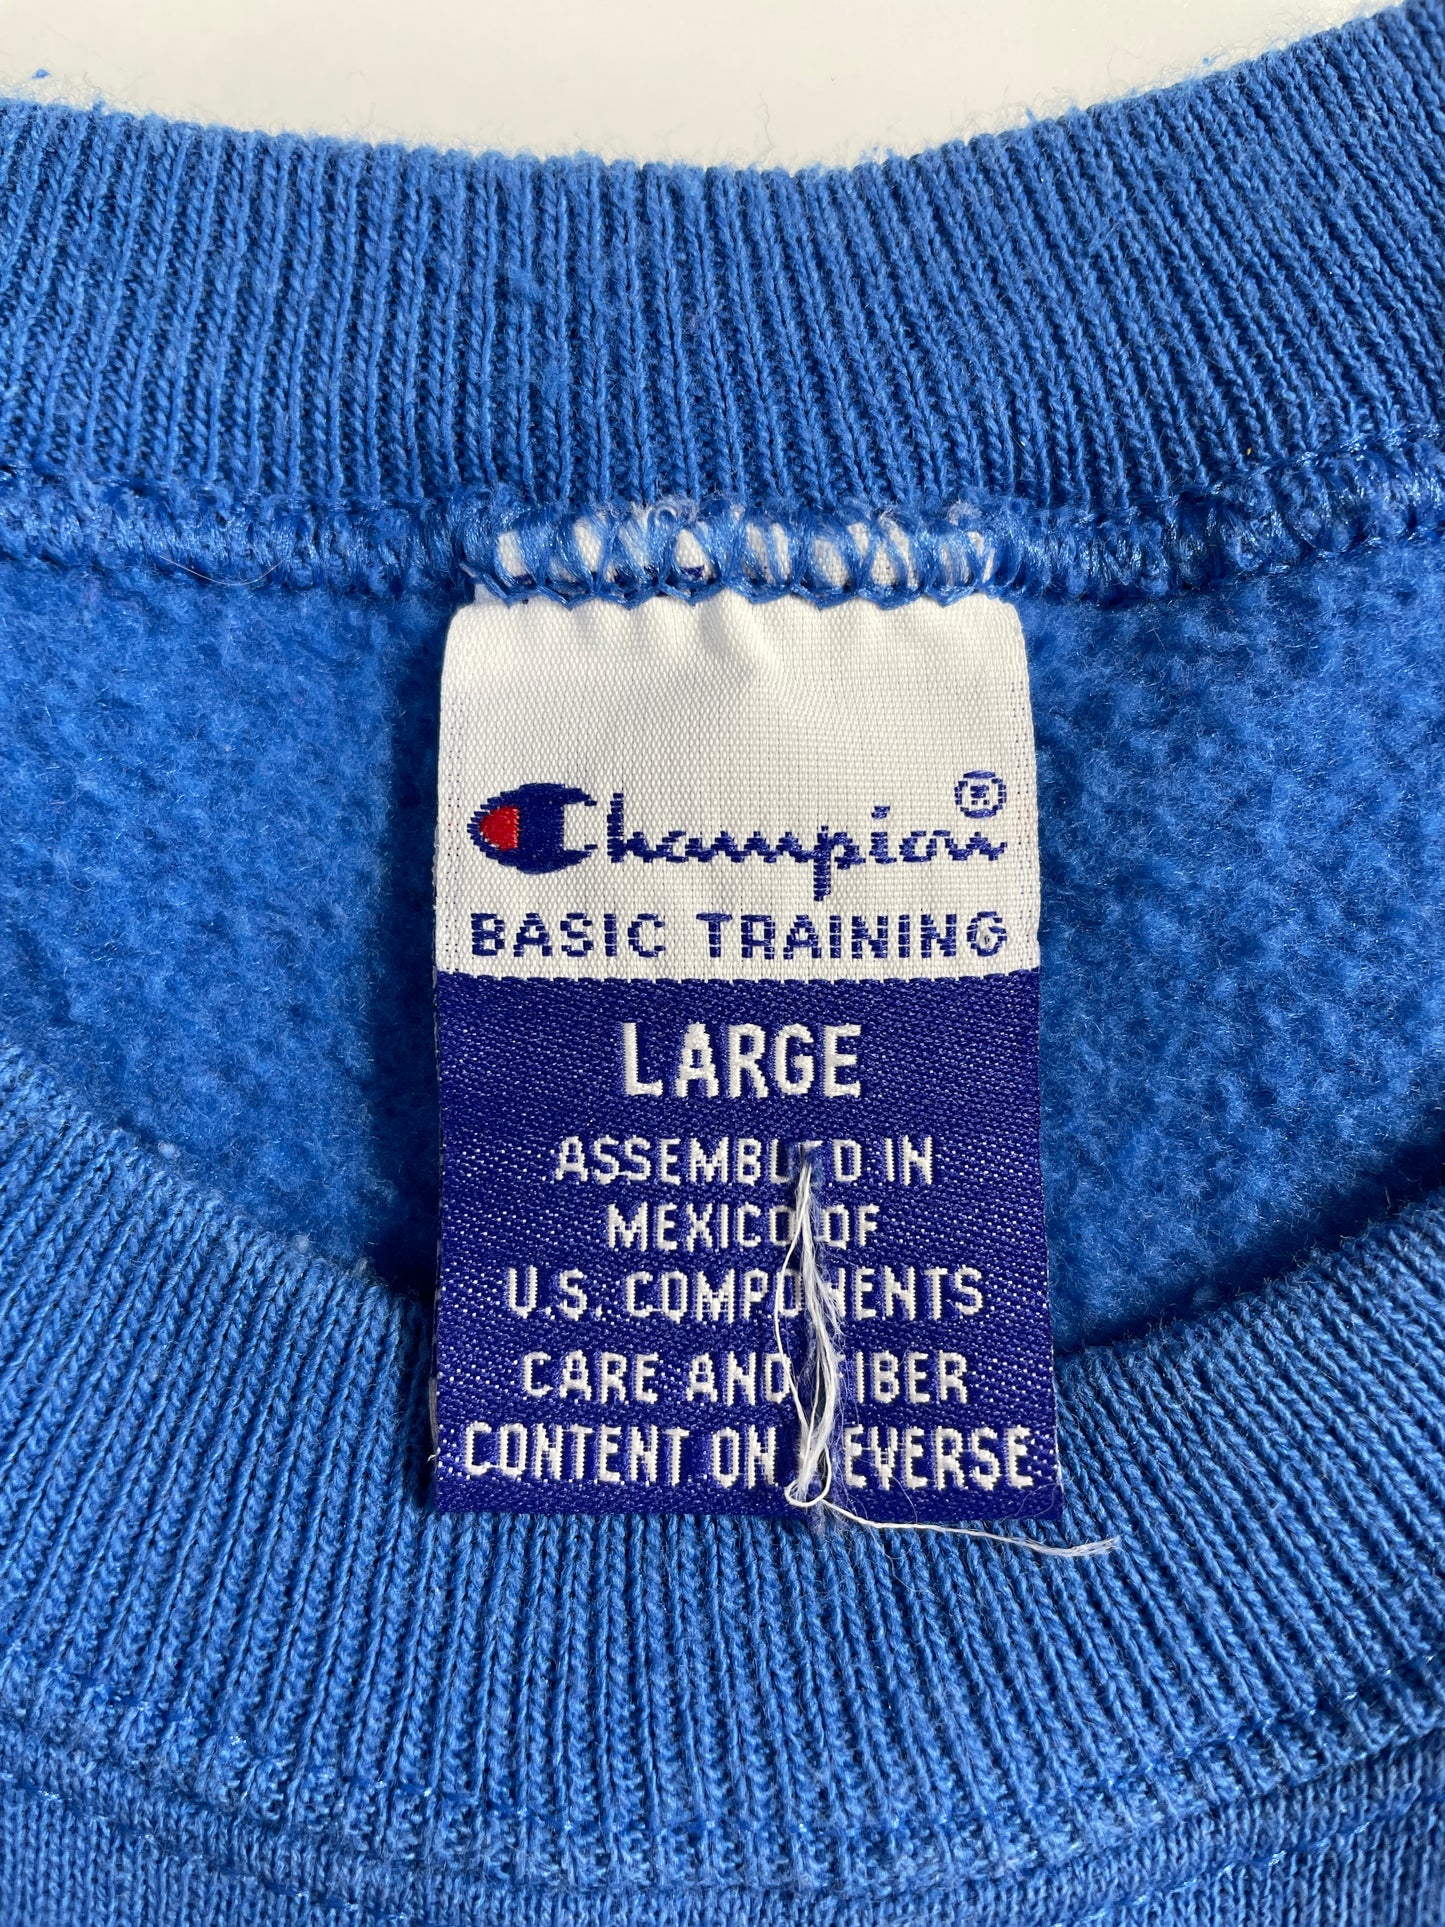 Champion®
BASIC TRAINING
LARGE
ASSEMBLED IN
MEXICO OF
U.S. COMPONENTS
CARE AND FIBER
CONTENT ON REVERSE